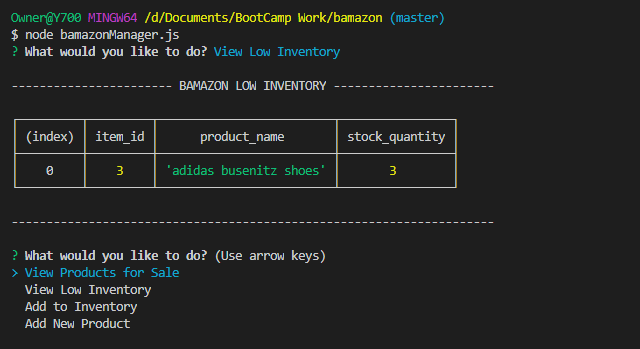 Owner@Y700 MINGW64 /d/Documents/BootCamp Work/bamazon (master)
$ node bamazonManager.js
? What would you like to do? View Low Inventory
----------------------- BAMAZON LOW INVENTORY -----------------------
(index) item_id product_name stock_quantity
0 3 'adidas busenitz shoes' 3
---------------------------------------------------------------------
? What would you like to do? (Use arrow keys)
> View Products for Sale
View Low Inventory
Add to Inventory
Add New Product